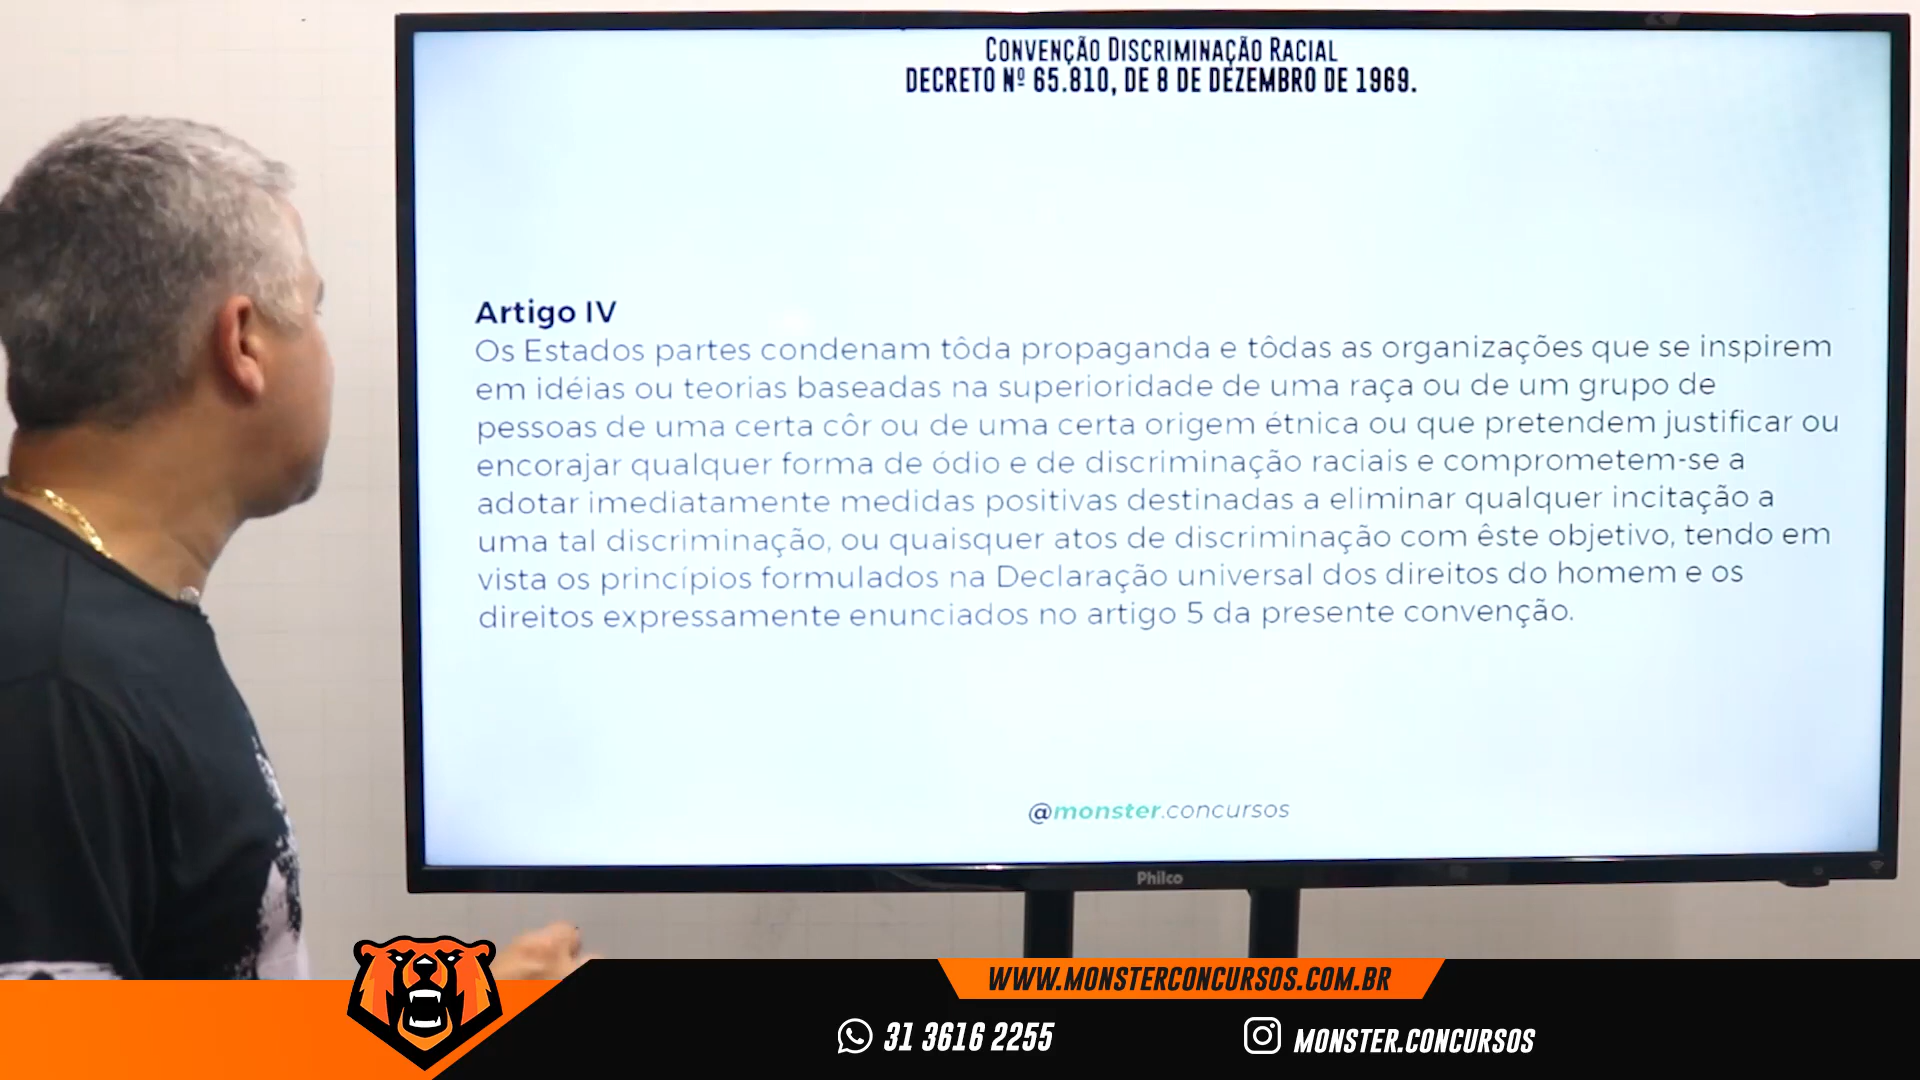 CONVENÇÃO DISCRIMINAÇÃO RACIAL
DECRETO Nº 65.810, DE 8 DE DEZEMBRO DE 1969.
Artigo IV
Os Estados partes condenam tôda propaganda e tôdas as organizações que se inspirem
em idéias ou teorias baseadas na superioridade de uma raça ou de um grupo de
pessoas de uma certa côr ou de uma certa origem étnica ou que pretendem justificar ou
encorajar qualquer forma de ódio e de discriminação raciais e comprometem-se a
adotar imediatamente medidas positivas destinadas a eliminar qualquer incitação a
uma tal discriminação, ou quaisquer atos de discriminação com êste objetivo, tendo em
vista os princípios formulados na Declaração universal dos direitos do homem e os
direitos expressamente enunciados no artigo 5 da presente convenção.
@monster.concursos
Philco
WWW.MONSTERCONCURSOS.COM.BR
31 3616 2255
MONSTER.CONCURSOS